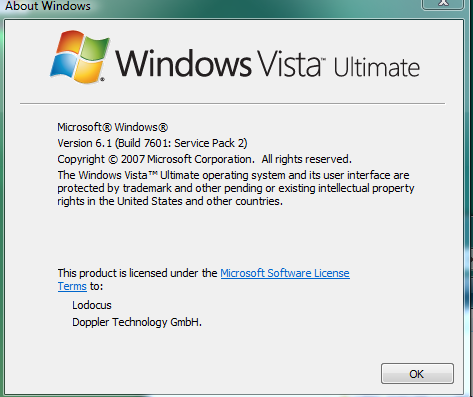 About Windows
X
Windows Vista™ Ultimate
Microsoft® Windows®
Version 6.1 (Build 7601: Service Pack 2)
Copyright © 2007 Microsoft Corporation. All rights reserved.
The Windows Vista™ Ultimate operating system and its user interface are
protected by trademark and other pending or existing intellectual property
rights in the United States and other countries.
This product is licensed under the Microsoft Software License
Terms to:
Lodocus
Doppler Technology GmbH.
OK